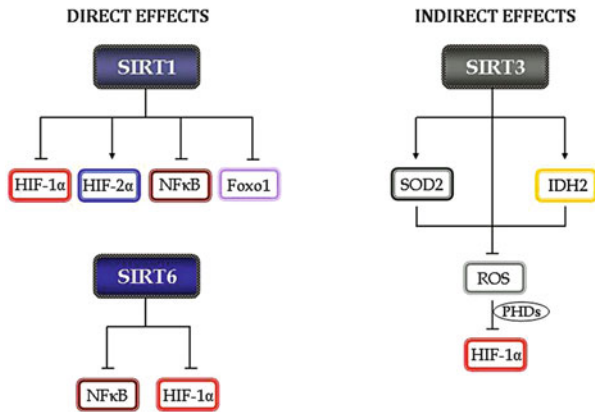 DIRECT EFFECTS
SIRT1
HIF-1α
HIF-2α
NFκB
Foxo1
SIRT6
NFκB
HIF-1α
INDIRECT EFFECTS
SIRT3
SOD2
IDH2
ROS
PHDs
HIF-1α